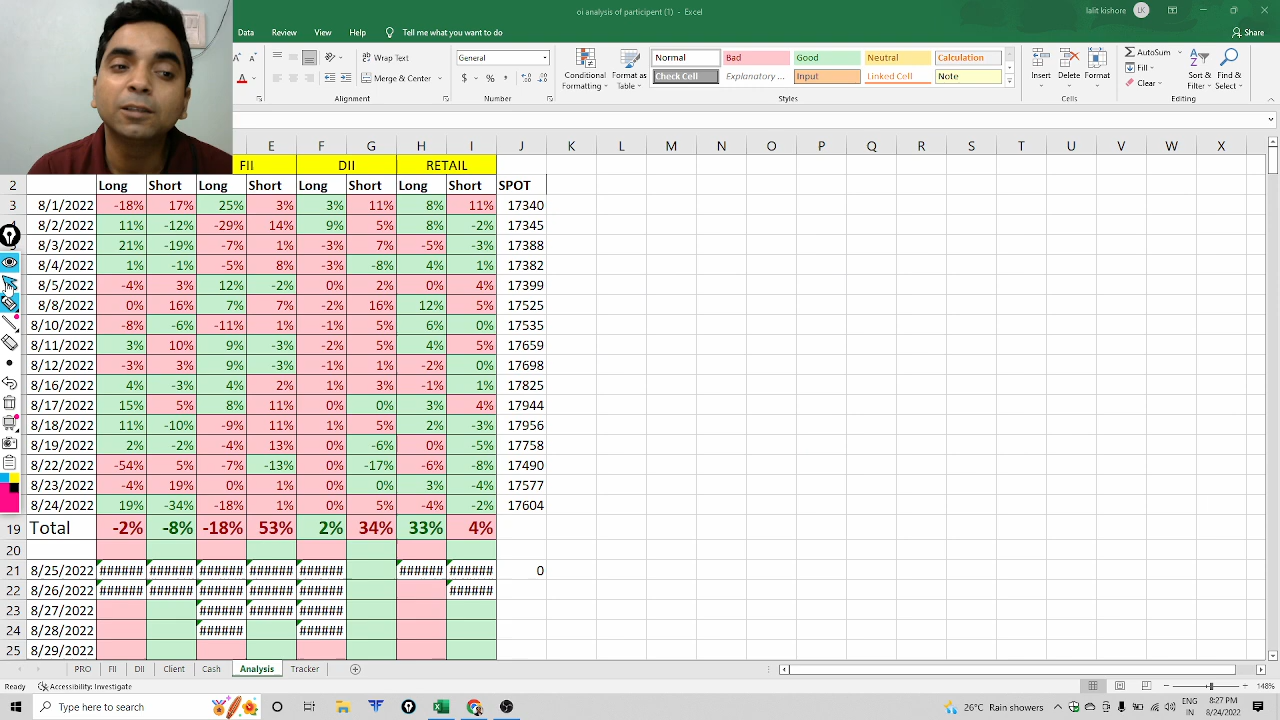 oi analysis of participant (1) - Excel
lalit kishore LK
Data Review View Help Tell me what you want to do Share
Wrap Text General Conditional Formatting Format as Table Normal Bad Good Neutral Calculation Insert Delete Format AutoSum Sort & Filter Find & Select
Merge & Center $ % Check Cell Explanatory ... Input Linked Cell Note Fill
Clear
Alignment Number Styles Cells Editing
E F G H I J K L M N O P Q R S T U V W X
FII DII RETAIL
2 Long Short Long Short Long Short Long Short SPOT
3 8/1/2022 -18% 17% 25% 3% 3% 11% 8% 11% 17340
8/2/2022 11% -12% -29% 14% 9% 5% 8% -2% 17345
8/3/2022 21% -19% -7% 1% -3% 7% -5% -3% 17388
8/4/2022 1% -1% -5% 8% -3% -8% 4% 1% 17382
8/5/2022 -4% 3% 12% -2% 0% 2% 0% 4% 17399
8/8/2022 0% 16% 7% 7% -2% 16% 12% 5% 17525
8/10/2022 -8% -6% -11% 1% -1% 5% 6% 0% 17535
8/11/2022 3% 10% 9% -3% -2% 5% 4% 5% 17659
8/12/2022 -3% 3% 9% -3% -1% 1% -2% 0% 17698
8/16/2022 4% -3% 4% 2% 1% 3% -1% 1% 17825
8/17/2022 15% 5% 8% 11% 0% 0% 3% 4% 17944
8/18/2022 11% -10% -9% 11% 1% 5% 2% -3% 17956
8/19/2022 2% -2% -4% 13% 0% -6% 0% -5% 17758
8/22/2022 -54% 5% -7% -13% 0% -17% -6% -8% 17490
8/23/2022 -4% 19% 0% 1% 0% 0% 3% -4% 17577
8/24/2022 19% -34% -18% 1% 0% 5% -4% -2% 17604
19 Total -2% -8% -18% 53% 2% 34% 33% 4%
20
21 8/25/2022 ###### ###### ###### ###### ###### ###### ###### 0
22 8/26/2022 ###### ###### ###### ###### ###### ######
23 8/27/2022 ###### ###### ######
24 8/28/2022 ###### ######
25 8/29/2022
PRO FII DII Client Cash Analysis Tracker
Ready Accessibility: Investigate 148%
Type here to search 26°C Rain showers ENG IN 8:27 PM 8/24/2022